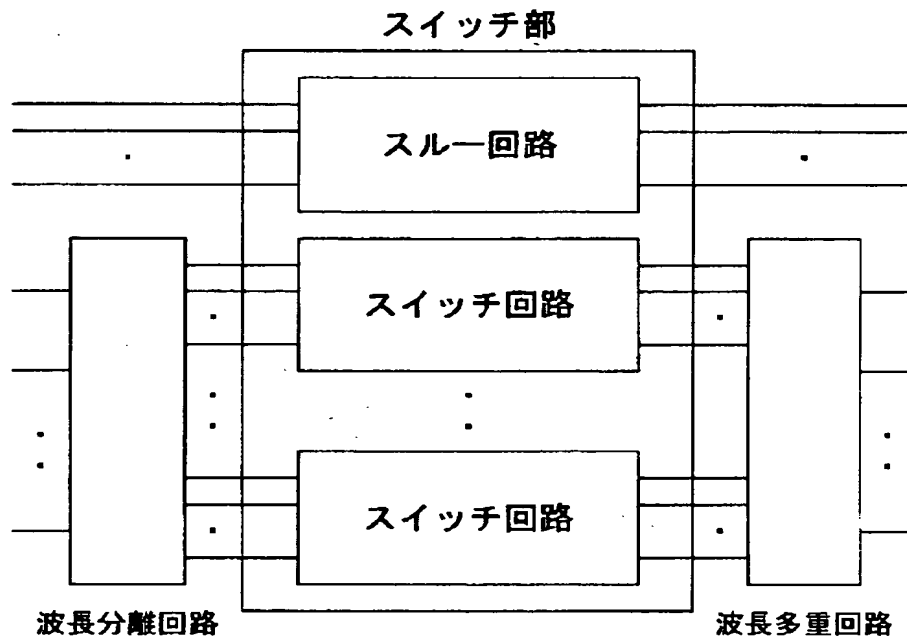 スイッチ部
スルー回路
スイッチ回路
スイッチ回路
波長分離回路
波長多重回路